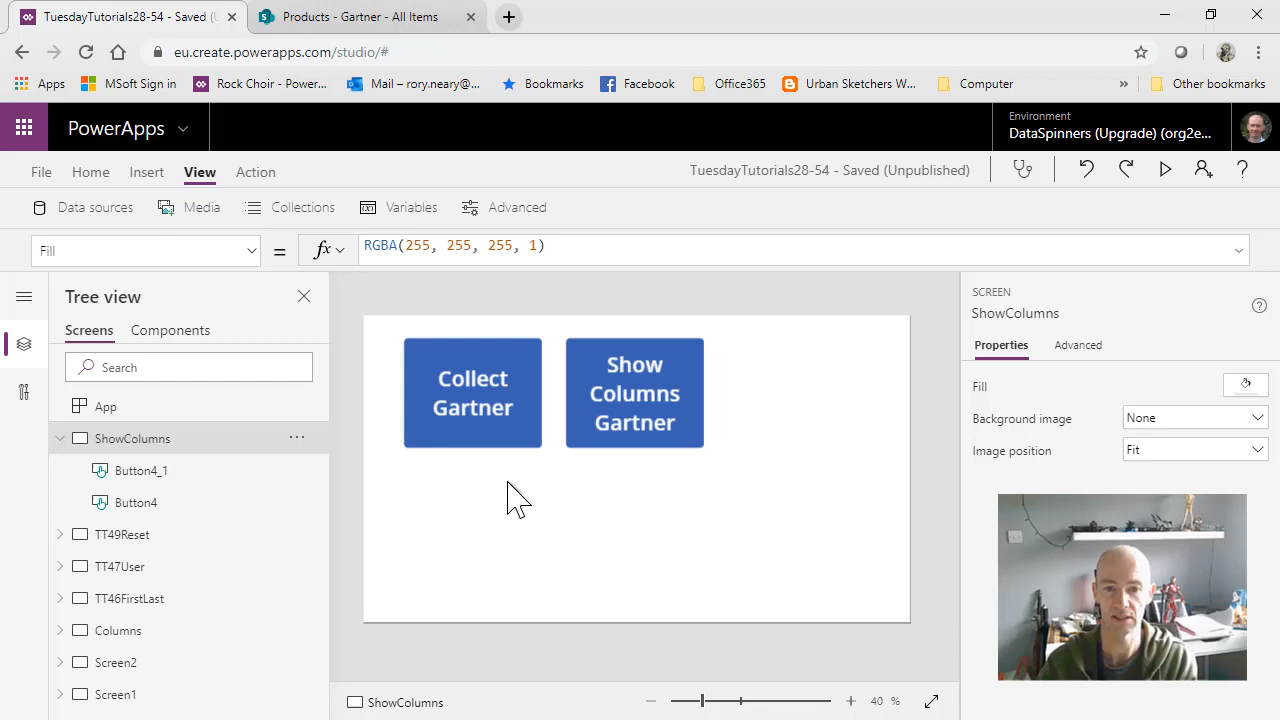 TuesdayTutorials28-54 - Saved (U
Products - Gartner - All Items
eu.create.powerapps.com/studio/#
Apps
MSoft Sign in
Rock Choir - Power...
Mail – rory.neary@...
Bookmarks
Facebook
Office365
Urban Sketchers W...
Computer
»
Other bookmarks
PowerApps
Environment
DataSpinners (Upgrade) (org2e...
File
Home
Insert
View
Action
TuesdayTutorials28-54 - Saved (Unpublished)
Data sources
Media
Collections
Variables
Advanced
Fill
=
fx
RGBA(255, 255, 255, 1)
Tree view
Screens
Components
Search
App
ShowColumns
Button4_1
Button4
TT49Reset
TT47User
TT46FirstLast
Columns
Screen2
Screen1
Collect
Gartner
Show
Columns
Gartner
ShowColumns
40 %
SCREEN
ShowColumns
Properties
Advanced
Fill
Background image
None
Image position
Fit